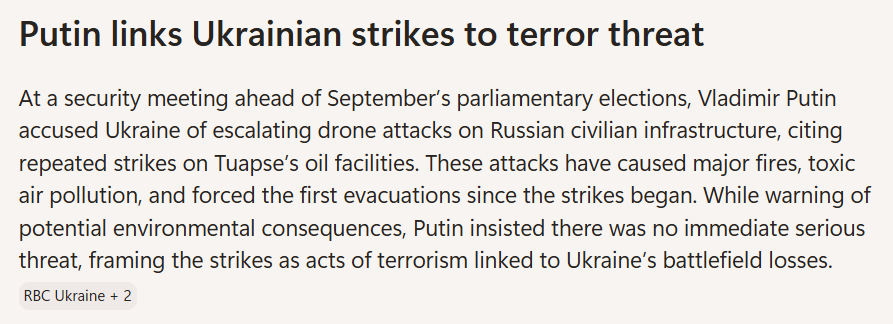 Putin links Ukrainian strikes to terror threat
At a security meeting ahead of September's parliamentary elections, Vladimir Putin
accused Ukraine of escalating drone attacks on Russian civilian infrastructure, citing
repeated strikes on Tuapse's oil facilities. These attacks have caused major fires, toxic
air pollution, and forced the first evacuations since the strikes began. While warning of
potential environmental consequences, Putin insisted there was no immediate serious
threat, framing the strikes as acts of terrorism linked to Ukraine's battlefield losses.
RBC Ukraine + 2